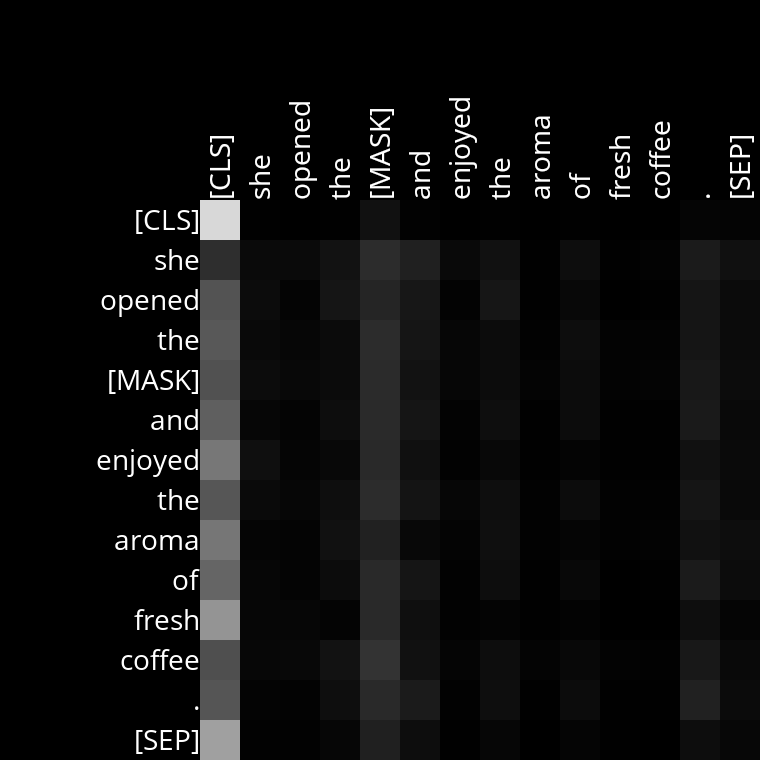 [CLS] she opened the [MASK] and enjoyed the aroma of fresh coffee . [SEP]
[CLS]
she
opened
the
[MASK]
and
enjoyed
the
aroma
of
fresh
coffee
.
[SEP]